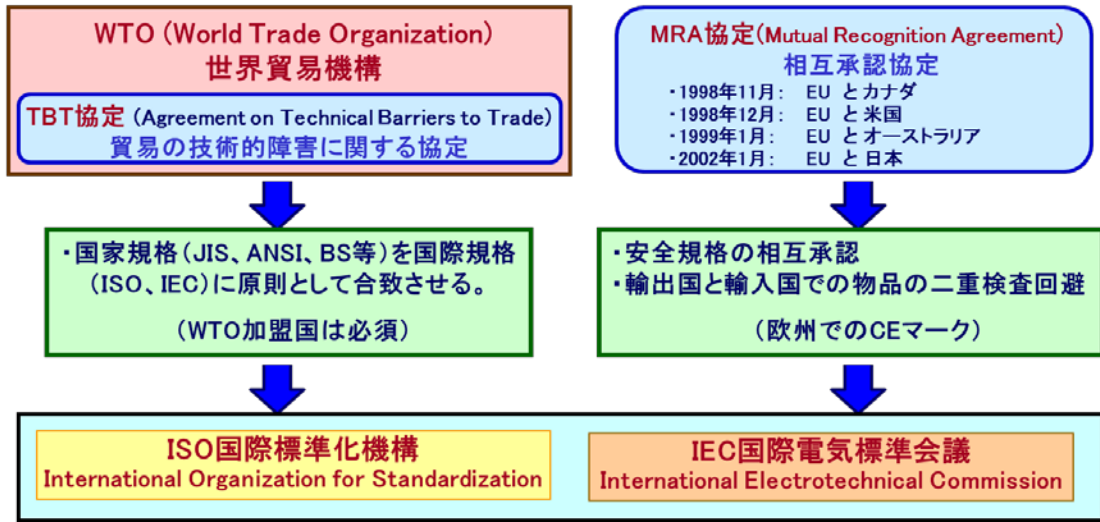 WTO (World Trade Organization)
世界貿易機構
TBT協定 (Agreement on Technical Barriers to Trade)
貿易の技術的障害に関する協定
MRA協定(Mutual Recognition Agreement)
相互承認協定
・1998年11月: EU とカナダ
・1998年12月: EU と米国
・1999年1月: EU とオーストラリア
・2002年1月: EU と日本
・国家規格(JIS、ANSI、BS等)を国際規格
(ISO、IEC)に原則として合致させる。
(WTO加盟国は必須)
・安全規格の相互承認
・輸出国と輸入国での物品の二重検査回避
(欧州でのCEマーク)
ISO国際標準化機構
International Organization for Standardization
IEC国際電気標準会議
International Electrotechnical Commission